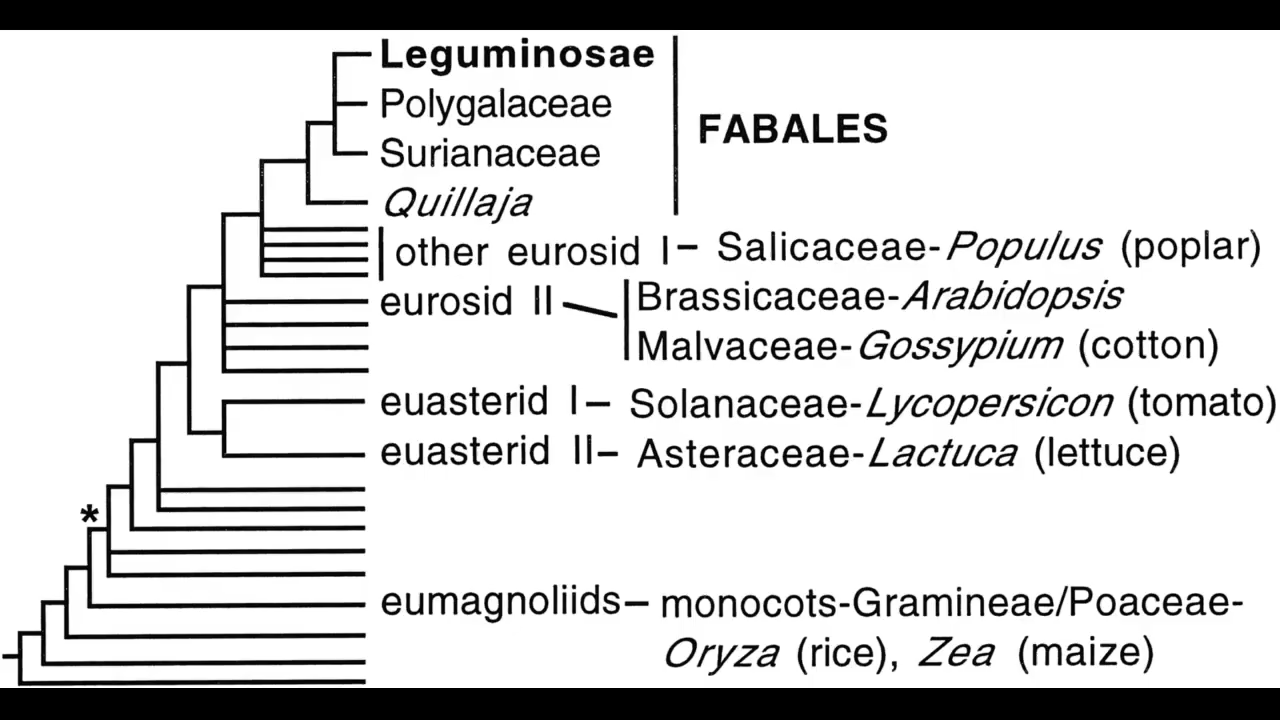 Leguminosae
Polygalaceae
FABALES
Surianaceae
Quillaja
other eurosid I– Salicaceae-Populus (poplar)
eurosid II
Brassicaceae-Arabidopsis
Malvaceae-Gossypium (cotton)
euasterid I– Solanaceae-Lycopersicon (tomato)
euasterid II– Asteraceae-Lactuca (lettuce)
*
eumagnoliids– monocots-Gramineae/Poaceae-
Oryza (rice), Zea (maize)